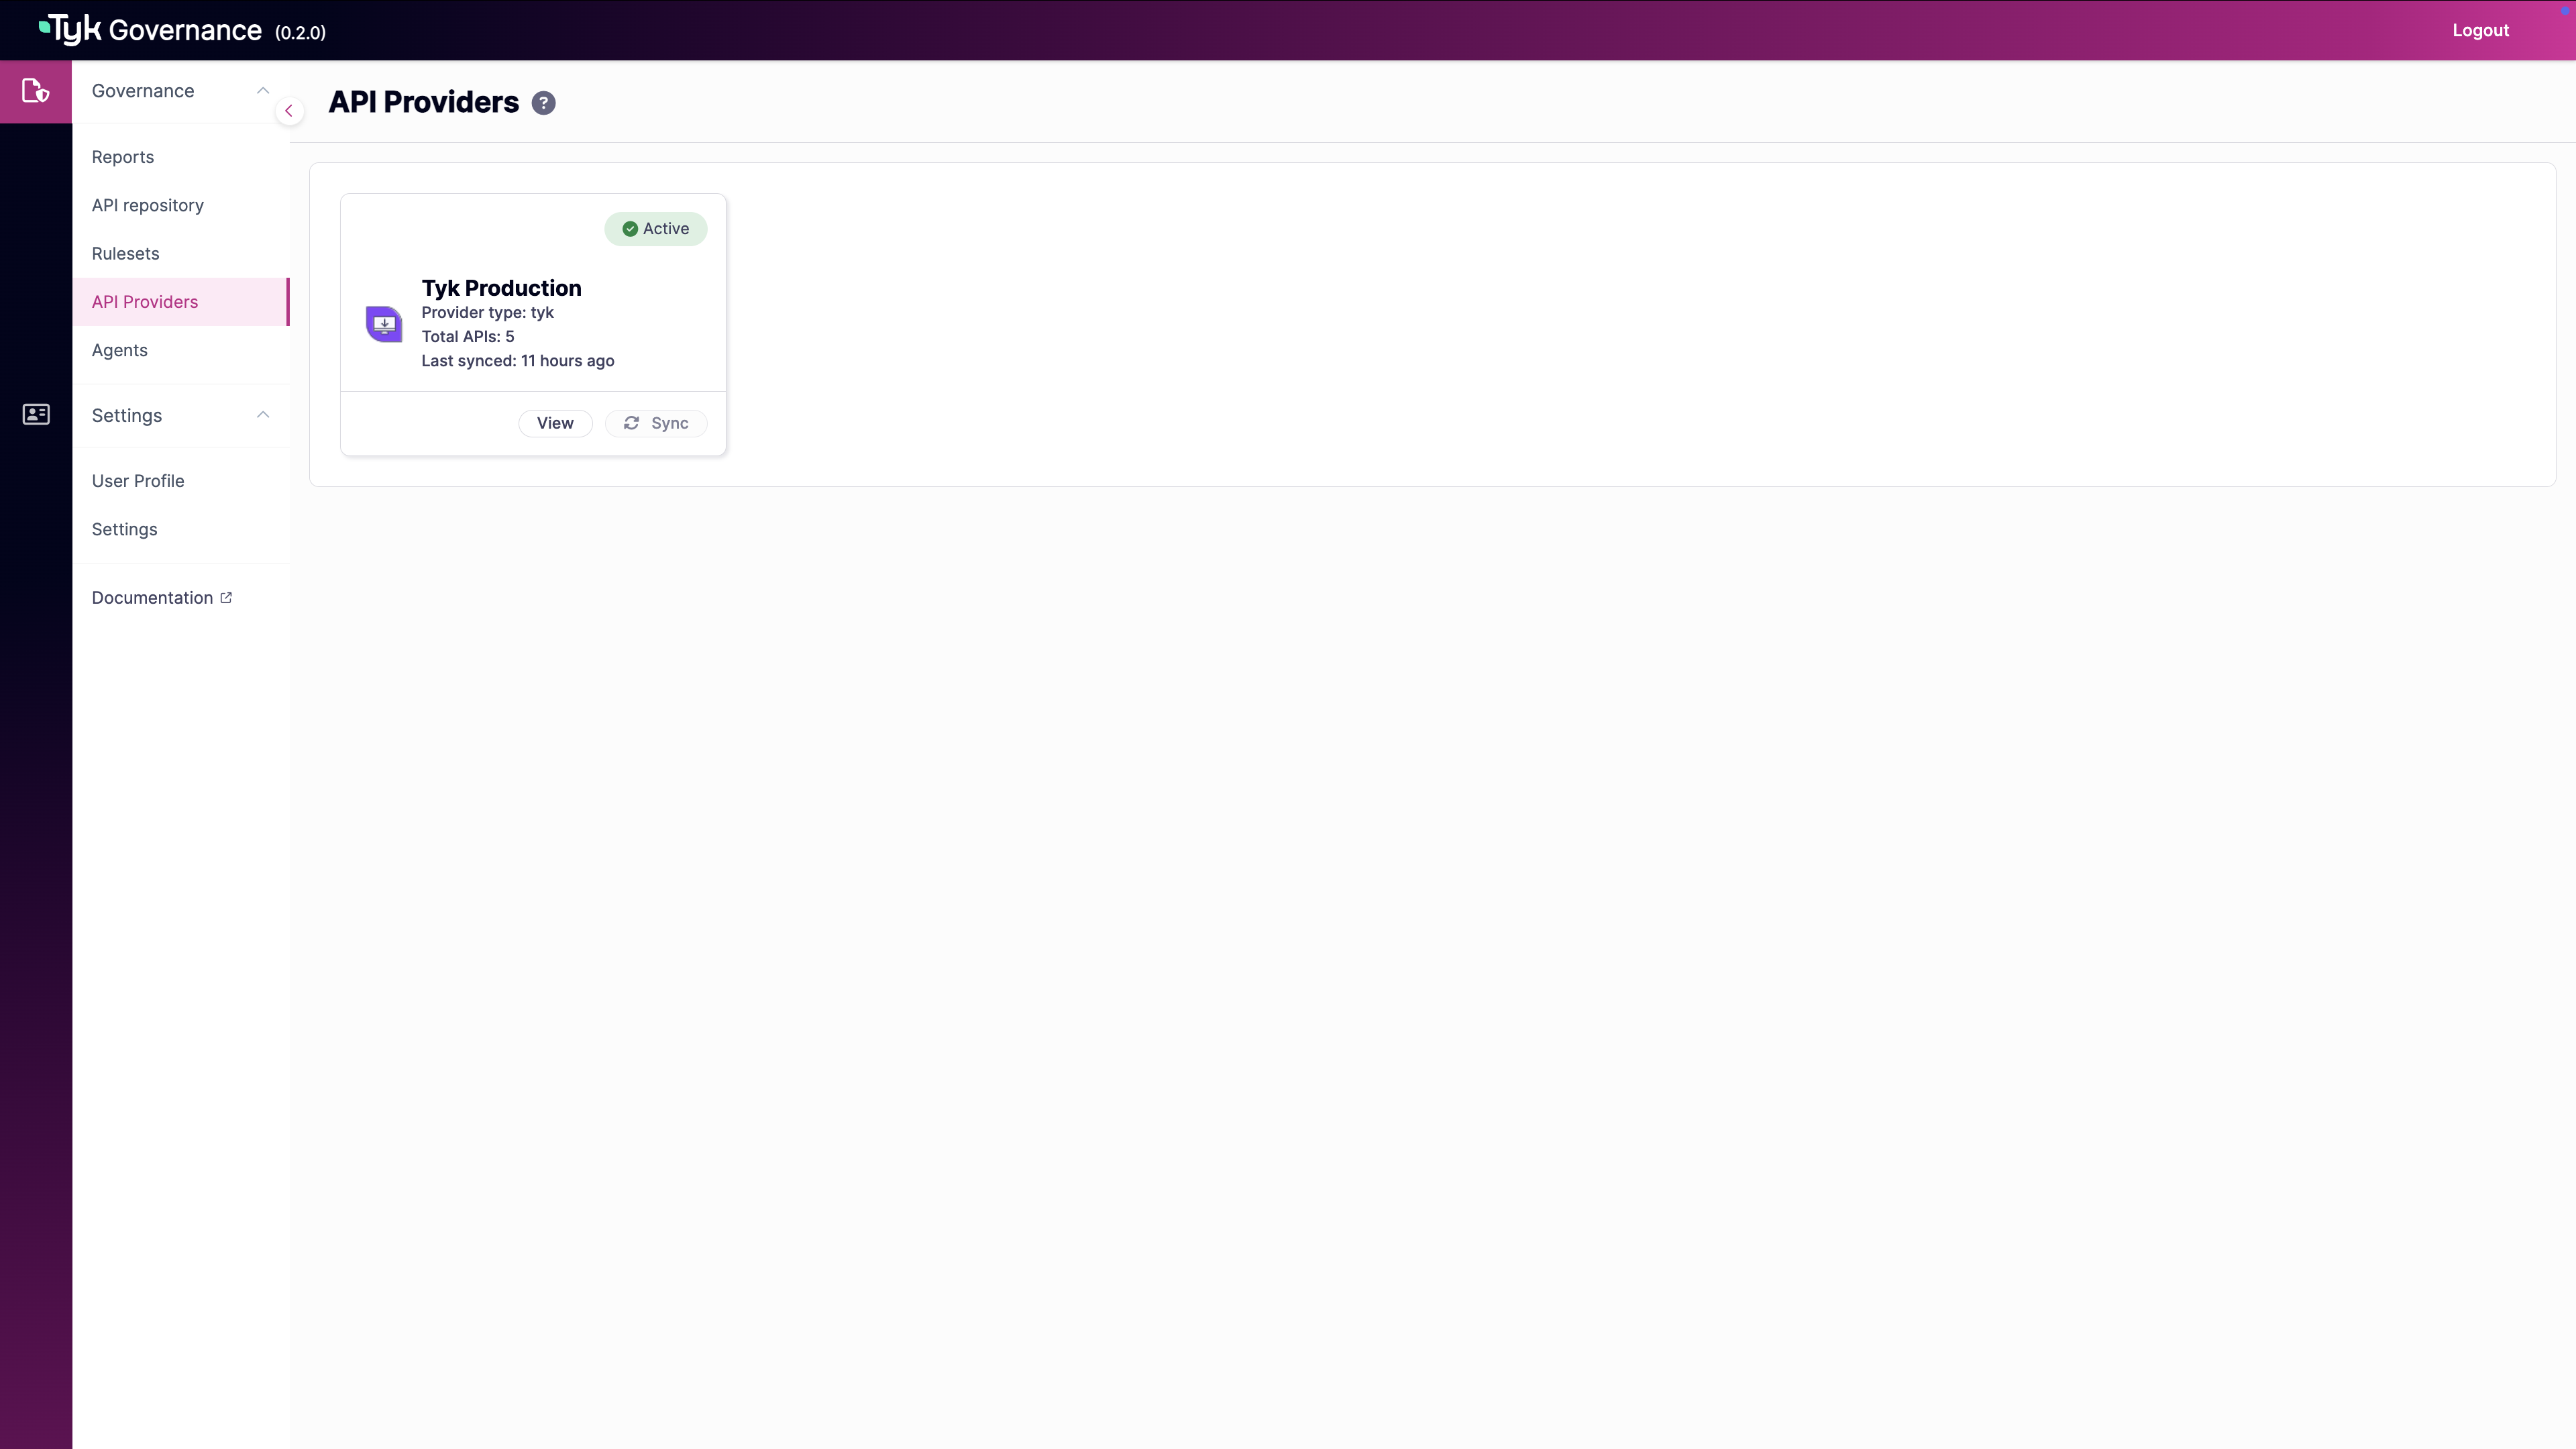 Tyk Governance (0.2.0)
Logout
Governance
Reports
API repository
Rulesets
API Providers
Agents
Settings
User Profile
Settings
Documentation
API Providers ?
Active
Tyk Production
Provider type: tyk
Total APIs: 5
Last synced: 11 hours ago
View
Sync